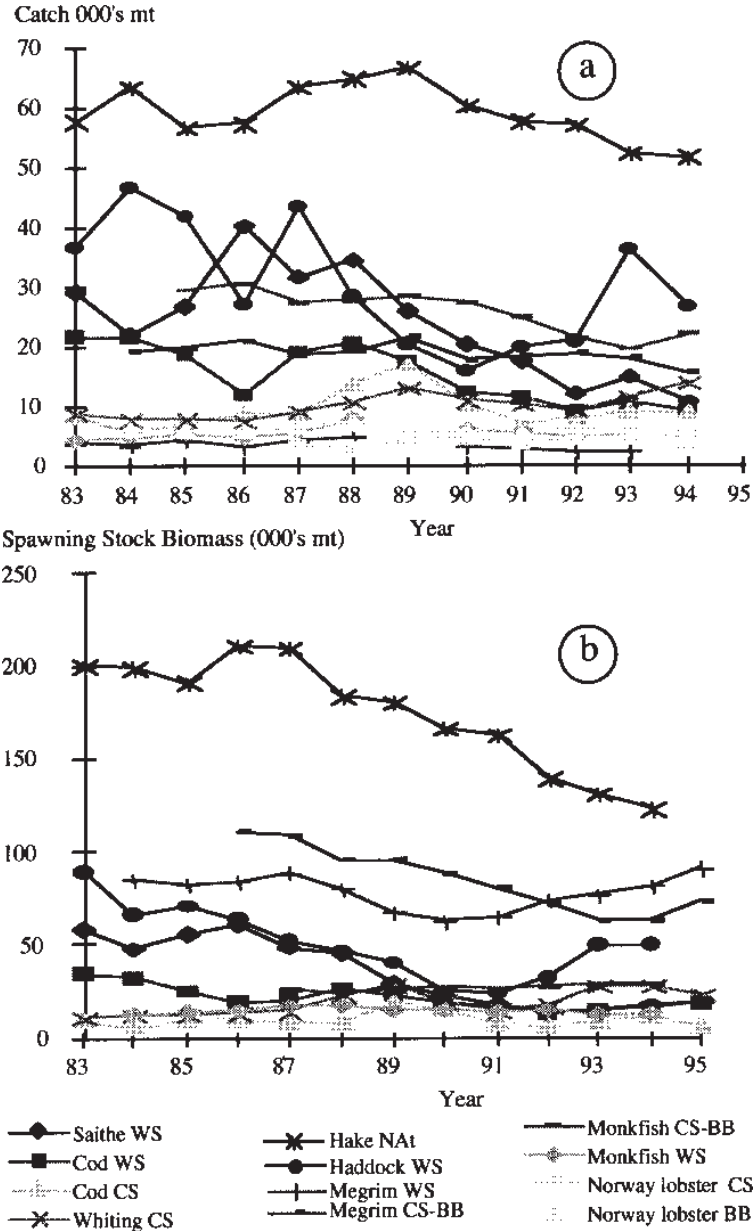 Catch 000's mt
a
70
60
50
40
30
20
10
0
83 84 85 86 87 88 89 90 91 92 93 94 95
Year
Spawning Stock Biomass (000's mt)
b
250
200
150
100
50
0
83 85 87 89 91 93 95
Year
Saithe WS
Cod WS
Cod CS
Whiting CS
Hake NAt
Haddock WS
Megrim WS
Megrim CS-BB
Monkfish CS-BB
Monkfish WS
Norway lobster CS
Norway lobster BB